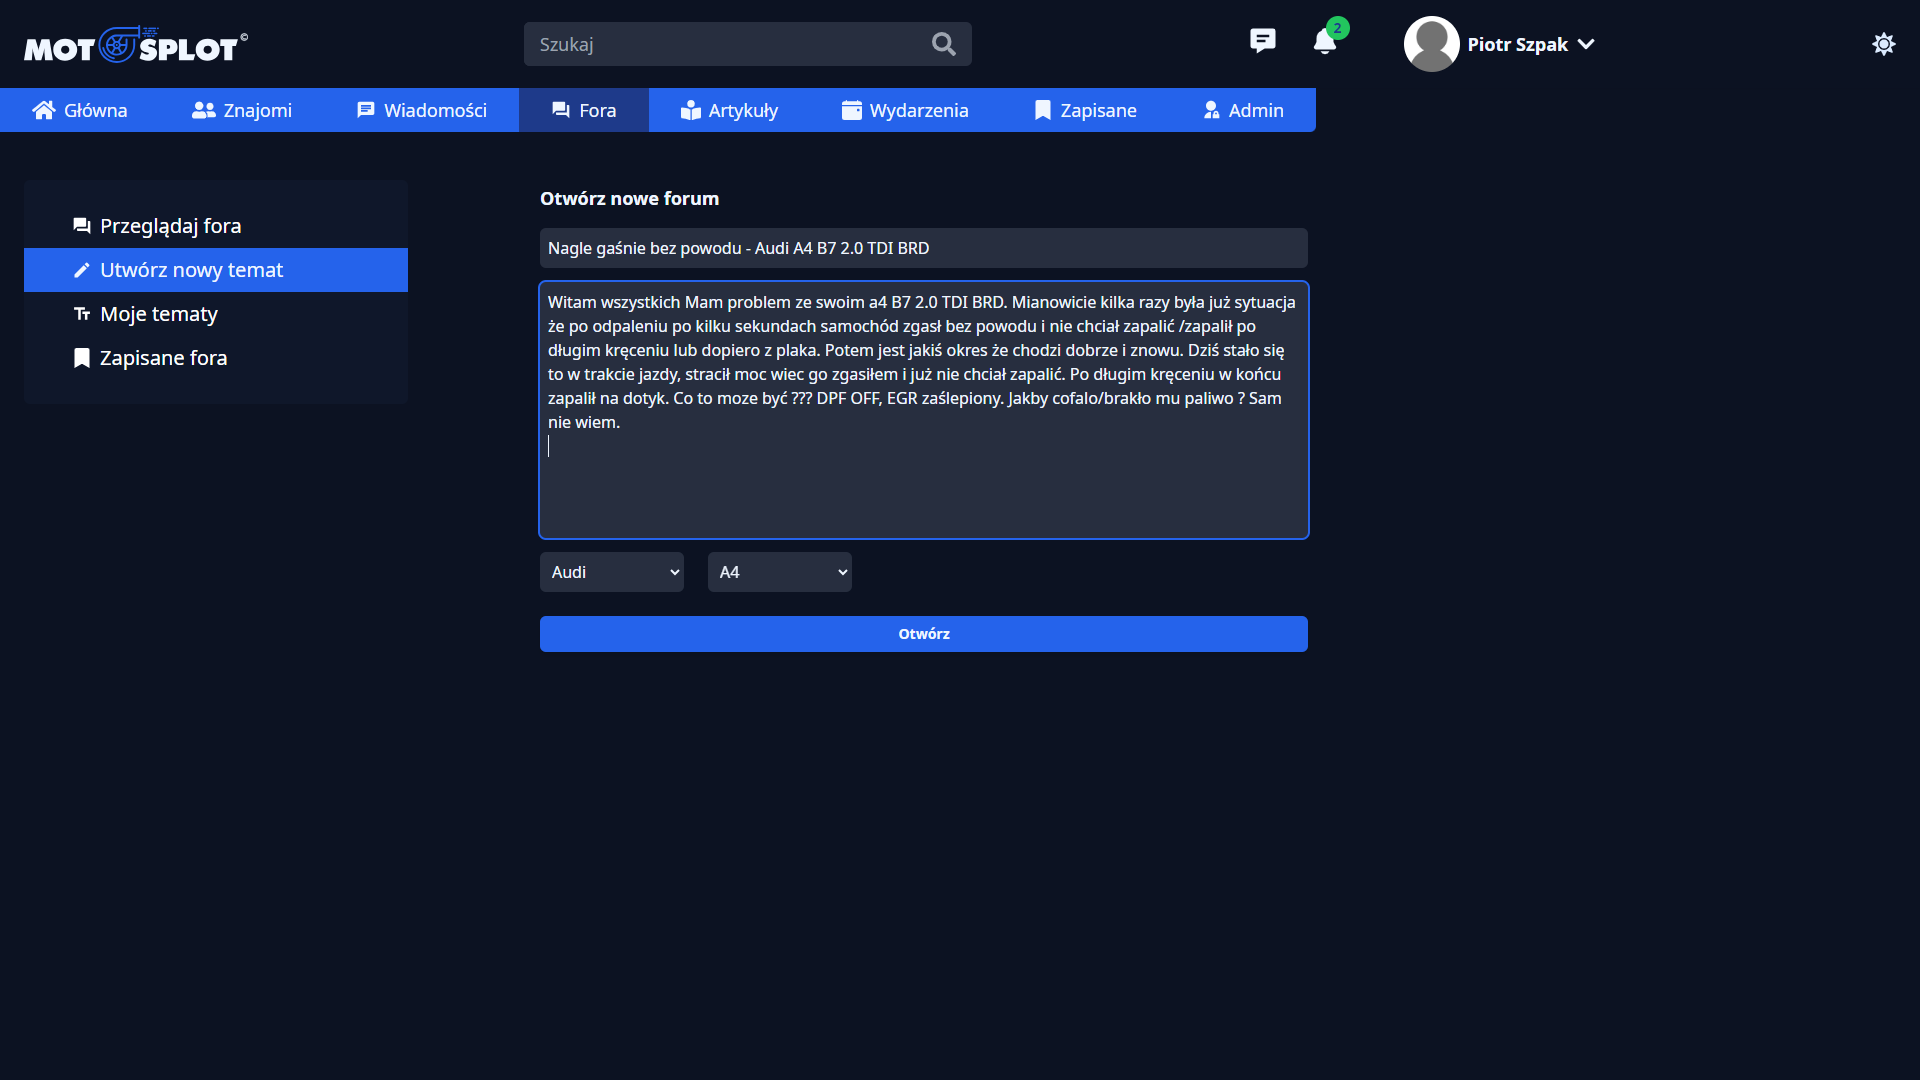 MOT SPLOT ©
Szukaj
2
Piotr Szpak
Główna
Znajomi
Wiadomości
Fora
Artykuły
Wydarzenia
Zapisane
Admin
Przeglądaj fora
Utwórz nowy temat
Moje tematy
Zapisane fora
Otwórz nowe forum
Nagle gaśnie bez powodu - Audi A4 B7 2.0 TDI BRD
Witam wszystkich Mam problem ze swoim a4 B7 2.0 TDI BRD. Mianowicie kilka razy była już sytuacja
że po odpaleniu po kilku sekundach samochód zgasł bez powodu i nie chciał zapalić /zapalił po
długim kręceniu lub dopiero z plaka. Potem jest jakiś okres że chodzi dobrze i znowu. Dziś stało się
to w trakcie jazdy, stracił moc wiec go zgasiłem i już nie chciał zapalić. Po długim kręceniu w końcu
zapalił na dotyk. Co to moze być ??? DPF OFF, EGR zaślepiony. Jakby cofalo/brakło mu paliwo ? Sam
nie wiem.
Audi
A4
Otwórz